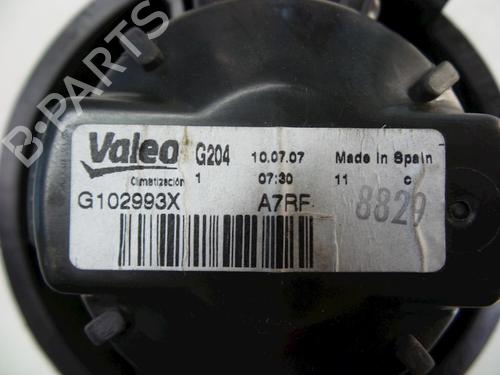 B-PARTS
Valeo G204 10.07.07 Made in Spain
Climatización 1 07:30 11 c
G102993X A7RF
8829